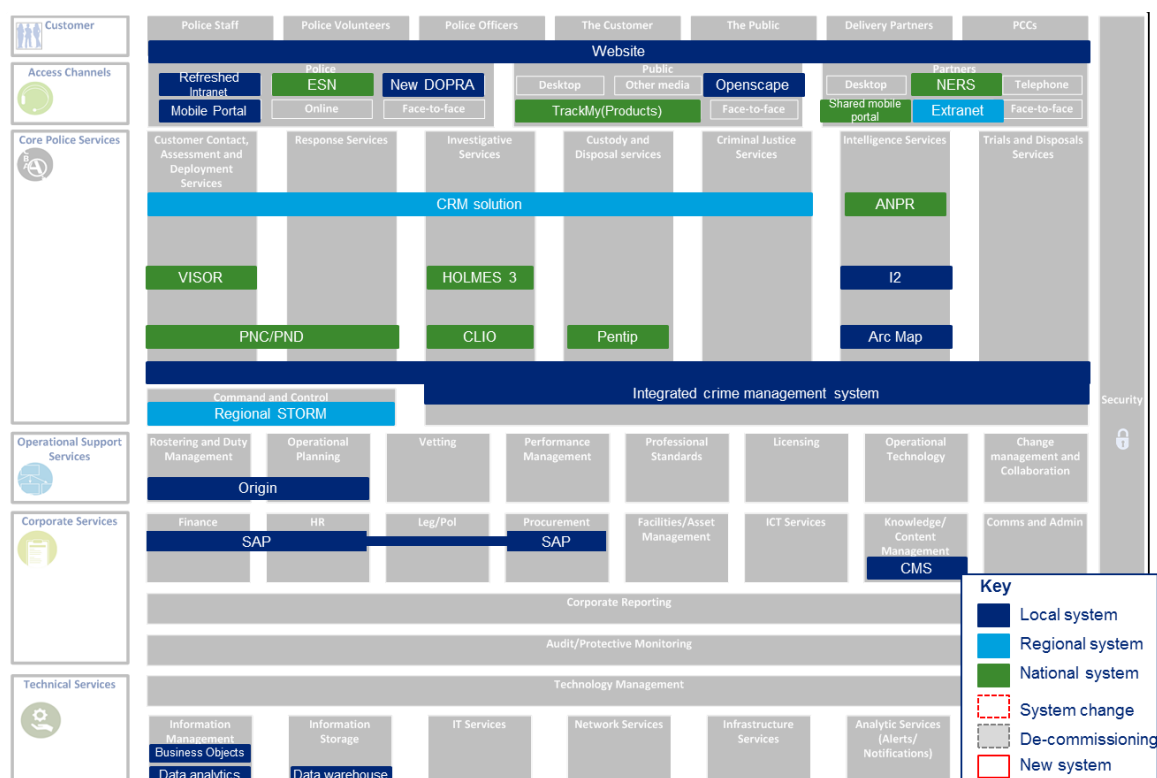 Customer
Police Staff
Police Volunteers
Police Officers
The Customer
The Public
Delivery Partners
PCCs
Website
Access Channels
Police
Public
Partners
Refreshed
Intranet
ESN
New DOPRA
Desktop
Other media
Openscape
Desktop
NERS
Telephone
Mobile Portal
Online
Face-to-face
TrackMy(Products)
Face-to-face
Shared mobile
portal
Extranet
Face-to-face
Core Police Services
Customer Contact,
Assessment and
Deployment
Services
Response Services
Investigative
Services
Custody and
Disposal services
Criminal Justice
Services
Intelligence Services
Trials and Disposals
Services
CRM solution
ANPR
VISOR
HOLMES 3
I2
PNC/PND
CLIO
Pentip
Arc Map
Integrated crime management system
Command and Control
Regional STORM
Security
Operational Support
Services
Rostering and Duty
Management
Operational
Planning
Vetting
Performance
Management
Professional
Standards
Licensing
Operational
Technology
Change
management and
Collaboration
Origin
Corporate Services
Finance
HR
Leg/Pol
Procurement
Facilities/Asset
Management
ICT Services
Knowledge/
Content
Management
Comms and Admin
SAP
SAP
CMS
Corporate Reporting
Audit/Protective Monitoring
Technical Services
Technology Management
Information
Management
Information
Storage
IT Services
Network Services
Infrastructure
Services
Analytic Services
(Alerts/
Notifications)
Business Objects
Data analytics
Data warehouse
Key
Local system
Regional system
National system
System change
De-commissioning
New system